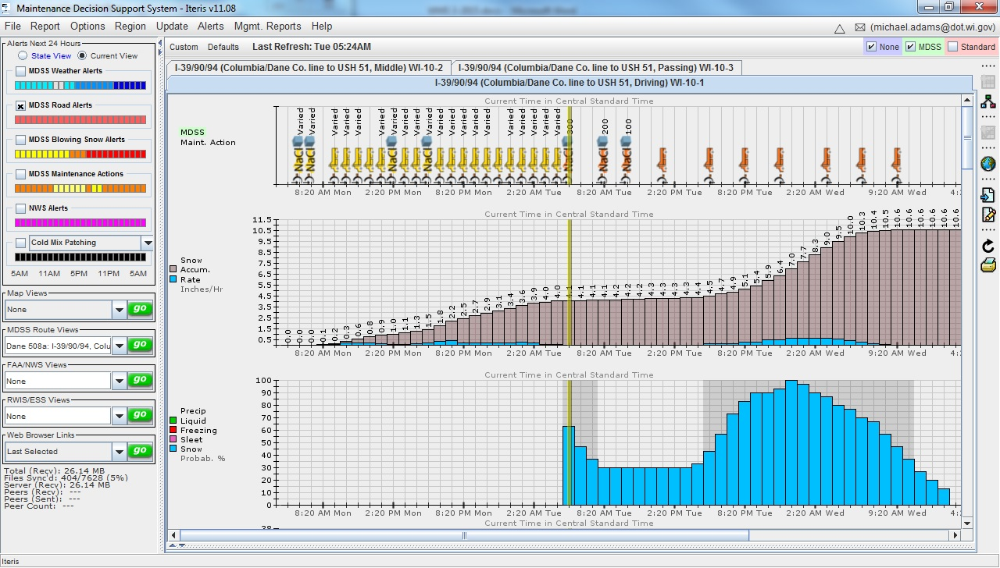 Maintenance Decision Support System - Iteris v11.08
File Report Options Region Update Alerts Mgmt. Reports Help
(michael.adams@dot.wi.gov)
Alerts Next 24 Hours
State View Current View
MDSS Weather Alerts
MDSS Road Alerts
MDSS Blowing Snow Alerts
MDSS Maintenance Actions
NWS Alerts
Cold Mix Patching
5AM 11AM 5PM 11PM 5AM
Map Views
None go
MDSS Route Views
Dane 508a: I-39/90/94, Colu go
FAA/NWS Views
None go
RWIS/ESS Views
None go
Web Browser Links
Last Selected go
Total (Recv): 26.14 MB
Files Sync'd: 404/7628 (5%)
Server (Recv): 26.14 MB
Peers (Recv): ---
Peers (Sent): ---
Peer Count: ---
Custom Defaults Last Refresh: Tue 05:24AM
None MDSS Standard
I-39/90/94 (Columbia/Dane Co. line to USH 51, Middle) WI-10-2 I-39/90/94 (Columbia/Dane Co. line to USH 51, Passing) WI-10-3
I-39/90/94 (Columbia/Dane Co. line to USH 51, Driving) WI-10-1
Current Time in Central Standard Time
MDSS
Maint. Action
Varied Varied Varied Varied Varied Varied Varied Varied Varied Varied Varied Varied Varied Varied Varied Varied Varied Varied Varied Varied 300 200 100
NaCl NaCl NaCl NaCl NaCl NaCl NaCl
8:20 AM Mon 2:20 PM Mon 8:20 PM Mon 2:20 AM Tue 8:20 AM Tue 2:20 PM Tue 8:20 PM Tue 2:20 AM Wed 9:20 AM Wed 4:
Current Time in Central Standard Time
Snow
Accum.
Rate
Inches/Hr
11.5
10.5
9.5
8.5
7.5
6.5
5.5
4.5
3.5
2.5
1.5
0.5
0.0 0.0 0.0 0.1 0.2 0.3 0.6 0.8 0.9 1.0 1.1 1.3 1.5 1.8 2.2 2.5 2.7 2.9 3.1 3.4 3.6 3.9 4.0 4.1 4.1 4.1 4.2 4.2 4.2 4.3 4.3 4.3 4.3 4.4 4.5 4.7 4.9 5.1 5.4 5.9 6.4 7.0 7.7 8.3 9.0 9.5 10.0 10.3 10.4 10.5 10.6 10.6 10.6 10.6 10.6 10.6
8:20 AM Mon 2:20 PM Mon 8:20 PM Mon 2:20 AM Tue 8:20 AM Tue 2:20 PM Tue 8:20 PM Tue 2:20 AM Wed 9:20 AM Wed 4:
Current Time in Central Standard Time
Precip
Liquid
Freezing
Sleet
Snow
Probab. %
100
90
80
70
60
50
40
30
20
10
0
8:20 AM Mon 2:20 PM Mon 8:20 PM Mon 2:20 AM Tue 8:20 AM Tue 2:20 PM Tue 8:20 PM Tue 2:20 AM Wed 9:20 AM Wed 4:
Current Time in Central Standard Time
Iteris